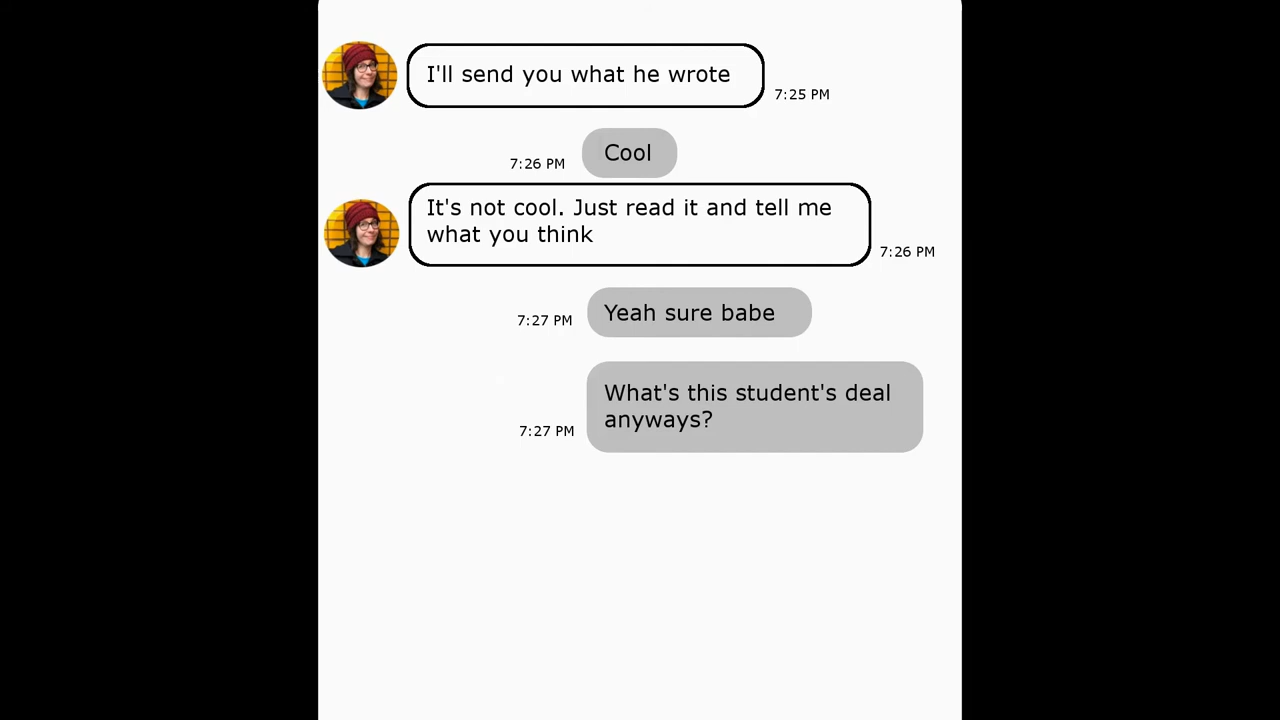 I'll send you what he wrote
7:25 PM
Cool
7:26 PM
It's not cool. Just read it and tell me
what you think
7:26 PM
Yeah sure babe
7:27 PM
What's this student's deal
anyways?
7:27 PM